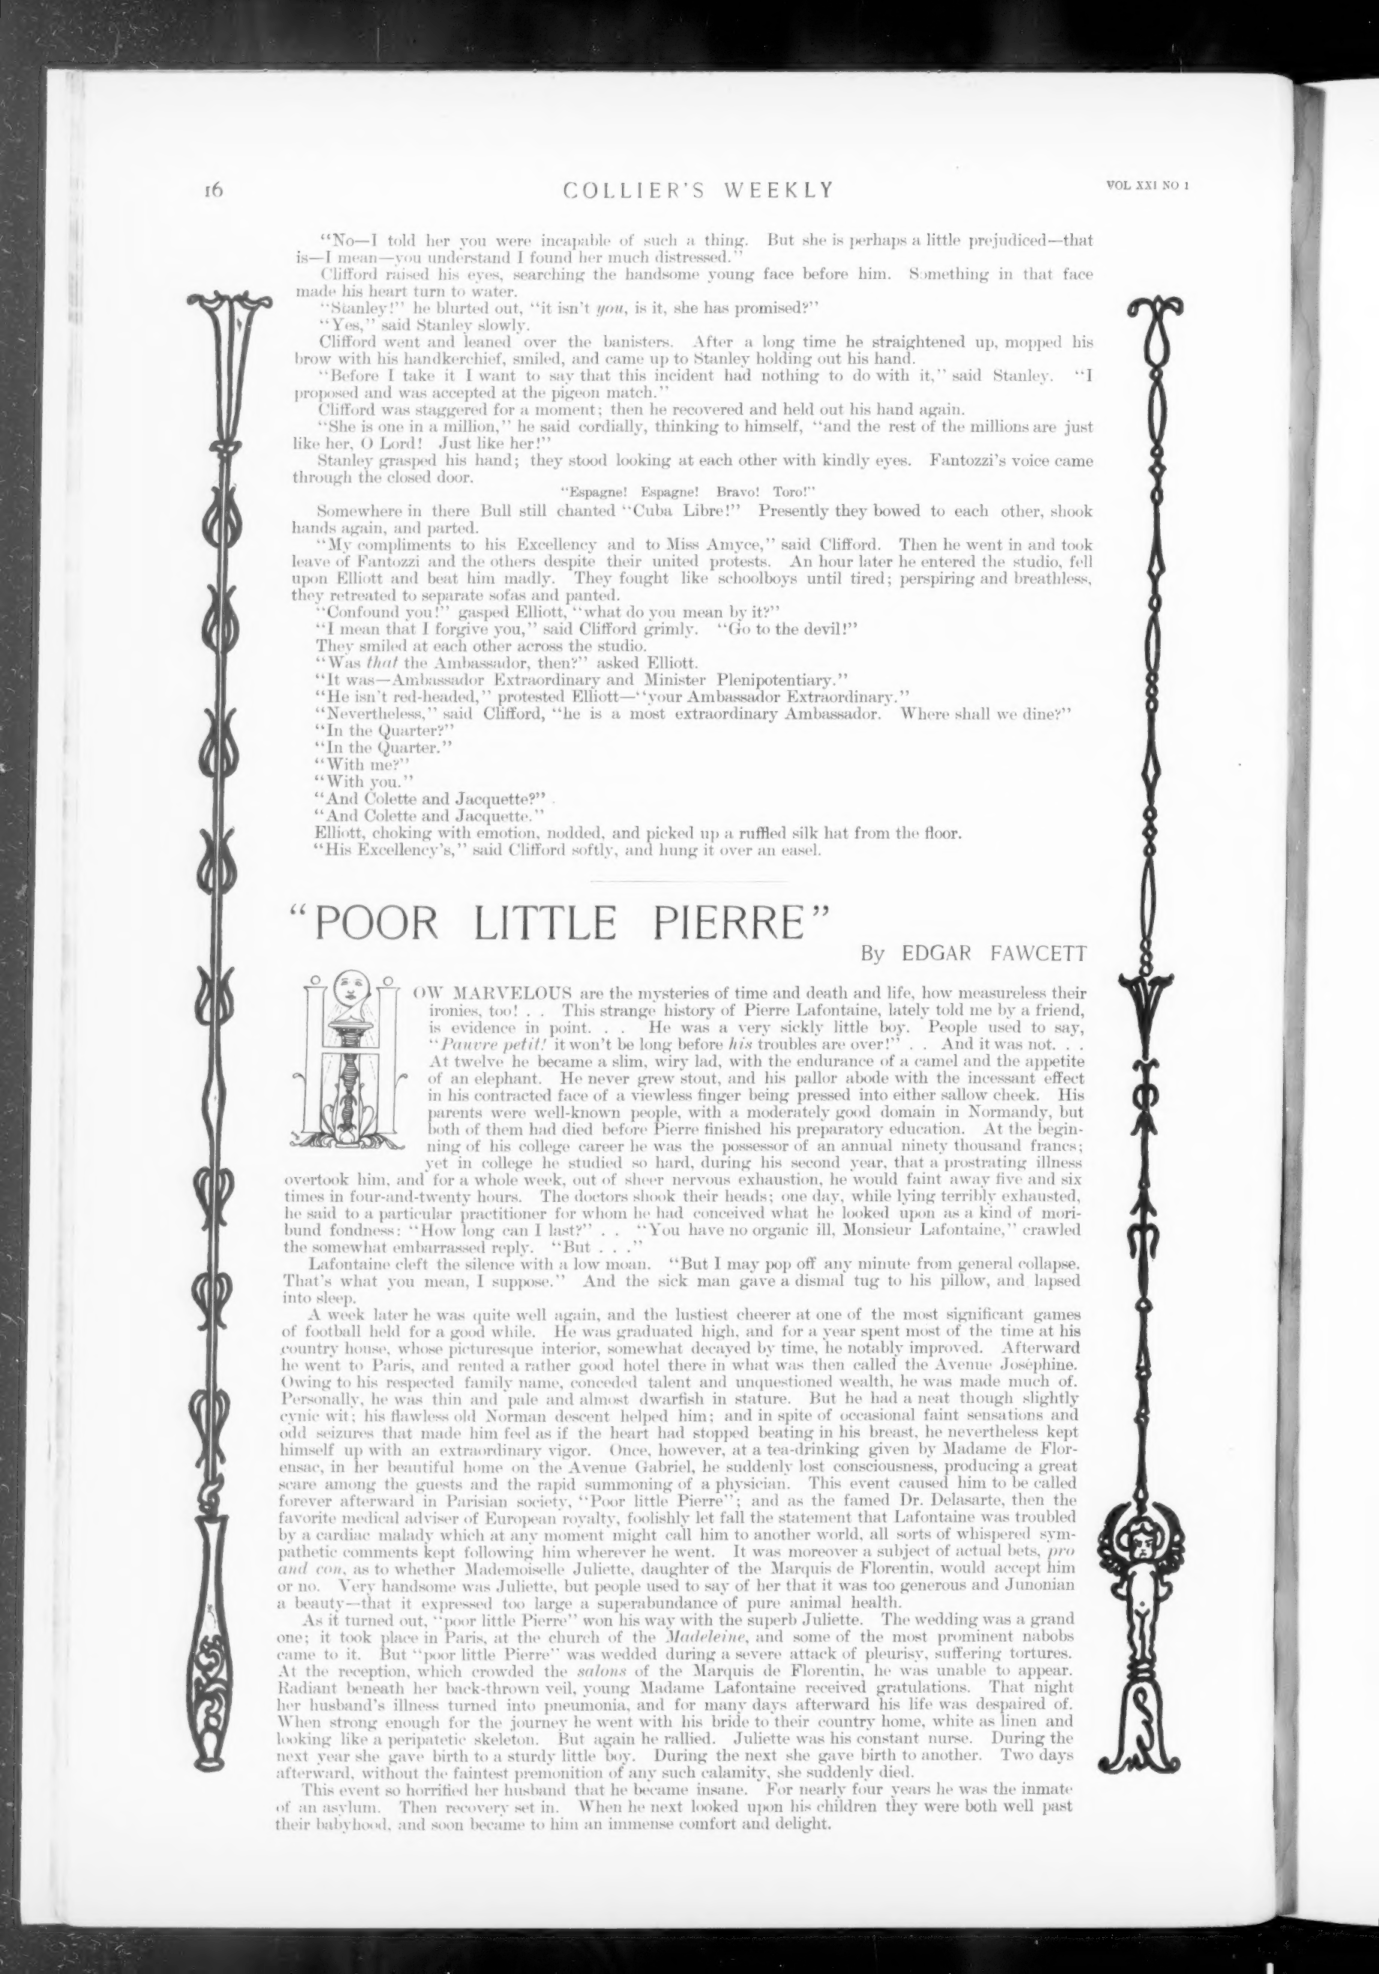 16
COLLIER'S WEEKLY
VOL XXI NO 1
“No—I told her you were incapable of such a thing. But she is perhaps a little prejudiced—that
is—I mean—you understand I found her much distressed.”
Clifford raised his eyes, searching the handsome young face before him. Something in that face
made his heart turn to water.
“Stanley!” he blurted out, “it isn't you, is it, she has promised?”
“Yes,” said Stanley slowly.
Clifford went and leaned over the banisters. After a long time he straightened up, mopped his
brow with his handkerchief, smiled, and came up to Stanley holding out his hand.
“Before I take it I want to say that this incident had nothing to do with it,” said Stanley. “I
proposed and was accepted at the pigeon match.”
Clifford was staggered for a moment; then he recovered and held out his hand again.
“She is one in a million,” he said cordially, thinking to himself, “and the rest of the millions are just
like her, O Lord! Just like her!”
Stanley grasped his hand; they stood looking at each other with kindly eyes. Fantozzi's voice came
through the closed door.
“Espagne! Espagne! Bravo! Toro!”
Somewhere in there Bull still chanted “Cuba Libre!” Presently they bowed to each other, shook
hands again, and parted.
“My compliments to his Excellency and to Miss Amyce,” said Clifford. Then he went in and took
leave of Fantozzi and the others despite their united protests. An hour later he entered the studio, fell
upon Elliott and beat him madly. They fought like schoolboys until tired; perspiring and breathless,
they retreated to separate sofas and panted.
“Confound you!” gasped Elliott, “what do you mean by it?”
“I mean that I forgive you,” said Clifford grimly. “Go to the devil!”
They smiled at each other across the studio.
“Was that the Ambassador, then?” asked Elliott.
“It was—Ambassador Extraordinary and Minister Plenipotentiary.”
“He isn't red-headed,” protested Elliott—“your Ambassador Extraordinary.”
“Nevertheless,” said Clifford, “he is a most extraordinary Ambassador. Where shall we dine?”
“In the Quarter?”
“In the Quarter.”
“With me?”
“With you.”
“And Colette and Jacquette?”
“And Colette and Jacquette.”
Elliott, choking with emotion, nodded, and picked up a ruffled silk hat from the floor.
“His Excellency's,” said Clifford softly, and hung it over an easel.
“POOR LITTLE PIERRE”
By EDGAR FAWCETT
HOW MARVELOUS are the mysteries of time and death and life, how measureless their
ironies, too! . . This strange history of Pierre Lafontaine, lately told me by a friend,
is evidence in point. . . He was a very sickly little boy. People used to say,
“Pauvre petit! it won't be long before his troubles are over!” . . And it was not. . .
At twelve he became a slim, wiry lad, with the endurance of a camel and the appetite
of an elephant. He never grew stout, and his pallor abode with the incessant effect
in his contracted face of a viewless finger being pressed into either sallow cheek. His
parents were well-known people, with a moderately good domain in Normandy, but
both of them had died before Pierre finished his preparatory education. At the begin-
ning of his college career he was the possessor of an annual ninety thousand francs;
yet in college he studied so hard, during his second year, that a prostrating illness
overtook him, and for a whole week, out of sheer nervous exhaustion, he would faint away five and six
times in four-and-twenty hours. The doctors shook their heads; one day, while lying terribly exhausted,
he said to a particular practitioner for whom he had conceived what he looked upon as a kind of mori-
bund fondness: “How long can I last?” . . “You have no organic ill, Monsieur Lafontaine,” crawled
the somewhat embarrassed reply. “But . . .”
Lafontaine cleft the silence with a low moan. “But I may pop off any minute from general collapse.
That's what you mean, I suppose.” And the sick man gave a dismal tug to his pillow, and lapsed
into sleep.
A week later he was quite well again, and the lustiest cheerer at one of the most significant games
of football held for a good while. He was graduated high, and for a year spent most of the time at his
country house, whose picturesque interior, somewhat decayed by time, he notably improved. Afterward
he went to Paris, and rented a rather good hotel there in what was then called the Avenue Joséphine.
Owing to his respected family name, conceded talent and unquestioned wealth, he was made much of.
Personally, he was thin and pale and almost dwarfish in stature. But he had a neat though slightly
cynic wit; his flawless old Norman descent helped him; and in spite of occasional faint sensations and
odd seizures that made him feel as if the heart had stopped beating in his breast, he nevertheless kept
himself up with an extraordinary vigor. Once, however, at a tea-drinking given by Madame de Flor-
ensac, in her beautiful home on the Avenue Gabriel, he suddenly lost consciousness, producing a great
scare among the guests and the rapid summoning of a physician. This event caused him to be called
forever afterward in Parisian society, “Poor little Pierre”; and as the famed Dr. Delasarte, then the
favorite medical adviser of European royalty, foolishly let fall the statement that Lafontaine was troubled
by a cardiac malady which at any moment might call him to another world, all sorts of whispered sym-
pathetic comments kept following him wherever he went. It was moreover a subject of actual bets, pro
and con, as to whether Mademoiselle Juliette, daughter of the Marquis de Florentin, would accept him
or no. Very handsome was Juliette, but people used to say of her that it was too generous and Junonian
a beauty—that it expressed too large a superabundance of pure animal health.
As it turned out, “poor little Pierre” won his way with the superb Juliette. The wedding was a grand
one; it took place in Paris, at the church of the Madeleine, and some of the most prominent nabobs
came to it. But “poor little Pierre” was wedded during a severe attack of pleurisy, suffering tortures.
At the reception, which crowded the salons of the Marquis de Florentin, he was unable to appear.
Radiant beneath her back-thrown veil, young Madame Lafontaine received gratulations. That night
her husband's illness turned into pneumonia, and for many days afterward his life was despaired of.
When strong enough for the journey he went with his bride to their country home, white as linen and
looking like a peripatetic skeleton. But again he rallied. Juliette was his constant nurse. During the
next year she gave birth to a sturdy little boy. During the next she gave birth to another. Two days
afterward, without the faintest premonition of any such calamity, she suddenly died.
This event so horrified her husband that he became insane. For nearly four years he was the inmate
of an asylum. Then recovery set in. When he next looked upon his children they were both well past
their babyhood, and soon became to him an immense comfort and delight.